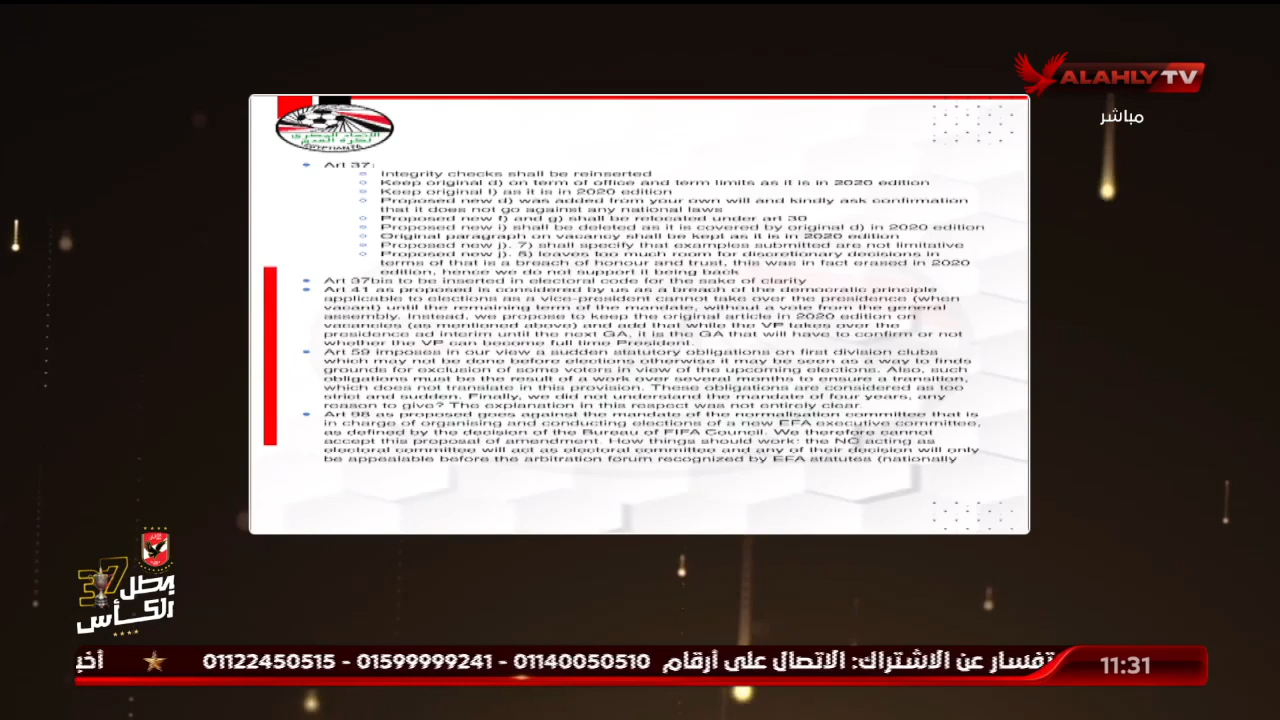 ALAHLY TV
مباشر
الاتحاد المصرى
لكرة القدم
EGYPTIAN F.A
Art 37:
Integrity checks shall be reinserted
Keep original d) on term of office and term limits as it is in 2020 edition
Keep original l) as it is in 2020 edition
Proposed new d) was added from your own will and kindly ask confirmation
that it does not go against any national laws
Proposed new f) and g) shall be relocated under art 30
Proposed new i) shall be deleted as it is covered by original d) in 2020 edition
Original paragraph on vacancy shall be kept as it is in 2020 edition
Proposed new j). 7) shall specify that examples submitted are not limitative
Proposed new j). 8) leaves too much room for discretionary decisions in
terms of that is a breach of honour and trust, this was in fact erased in 2020
edition, hence we do not support it being back
Art 37bis to be inserted in electoral code for the sake of clarity
Art 41 as proposed is considered by us as a breach of the democratic principle
applicable to elections as a vice-president cannot take over the presidence (when
vacant) until the remaining term of the mandate, without a vote from the general
assembly. Instead, we propose to keep the original article in 2020 edition on
vacancies (as mentioned above) and add that while the VP takes over the
presidence ad interim until the next GA, it is the GA that will have to confirm or not
whether the VP can become full time President.
Art 59 imposes in our view a sudden statutory obligations on first division clubs
which may not be done before elections otherwise it may be seen as a way to finds
grounds for exclusion of some voters in view of the upcoming elections. Also, such
obligations must be the result of a work over several months to ensure a transition,
which does not translate in this provision. These obligations are considered as too
strict and sudden. Finally, we did not understand the mandate of four years, any
reason to give? The explanation in this respect was not entirely clear.
Art 98 as proposed goes against the mandate of the normalisation committee that is
in charge of organising and conducting elections of a new EFA executive committee,
as defined by the decision of the Bureau of FIFA Council. We therefore cannot
accept this proposal of amendment. How things should work: the NC acting as
electoral committee will act as electoral committee and any of their decision will only
be appealable before the arbitration forum recognized by EFA statutes (nationally
37
بطل
الكـأس
تفسار عن الاشتراك: الاتصال على أرقام 01140050510 - 01599999241 - 01122450515 أخبـ
11:31